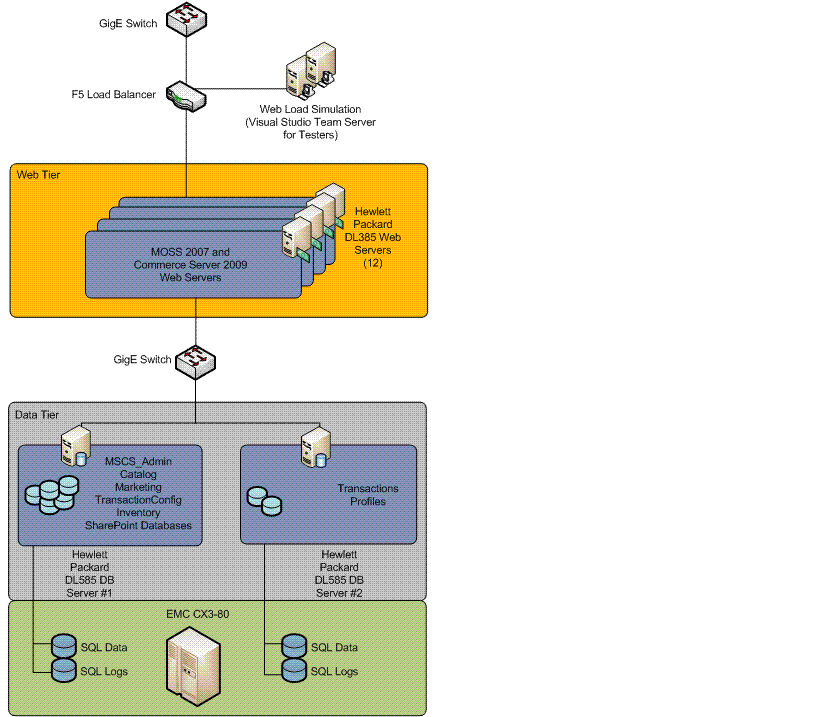 GigE Switch
F5 Load Balancer
Web Load Simulation
(Visual Studio Team Server
for Testers)
Web Tier
Hewlett
Packard
DL385 Web
Servers
(12)
MOSS 2007 and
Commerce Server 2009
Web Servers
GigE Switch
Data Tier
MSCS_Admin
Catalog
Marketing
TransactionConfig
Inventory
SharePoint Databases
Transactions
Profiles
Hewlett
Packard
DL585 DB
Server #1
Hewlett
Packard
DL585 DB
Server #2
EMC CX3-80
SQL Data
SQL Logs
SQL Data
SQL Logs